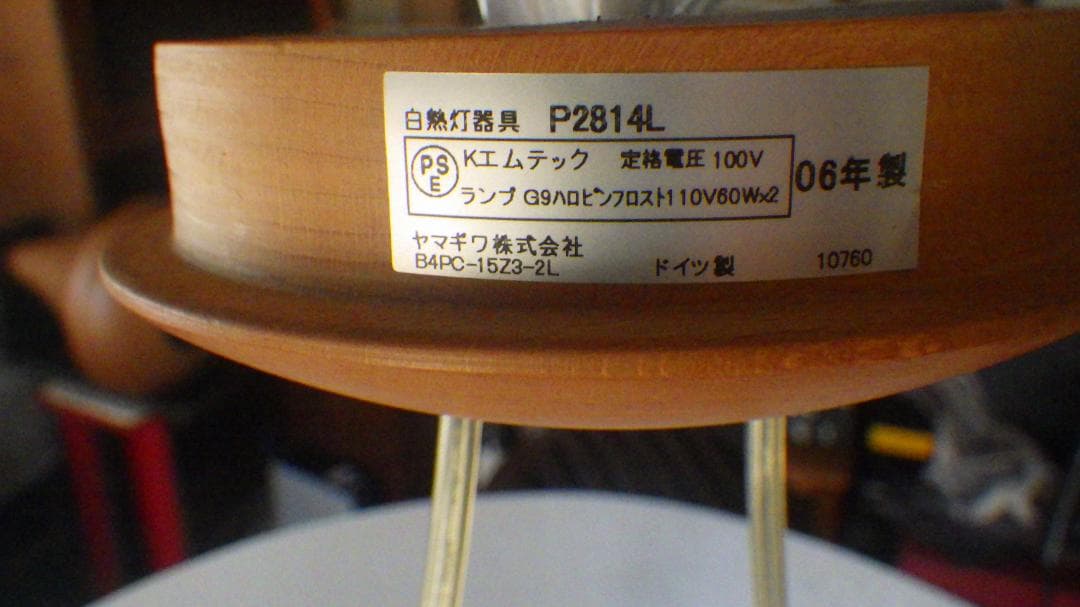 白熱灯器具 P2814L
PSE Kエムテック 定格電圧 100V
ランプ G9ハロピンフロスト110V60W×2
06年 製
ヤマギワ株式会社
B4PC-15Z3-2L ドイツ製 10760